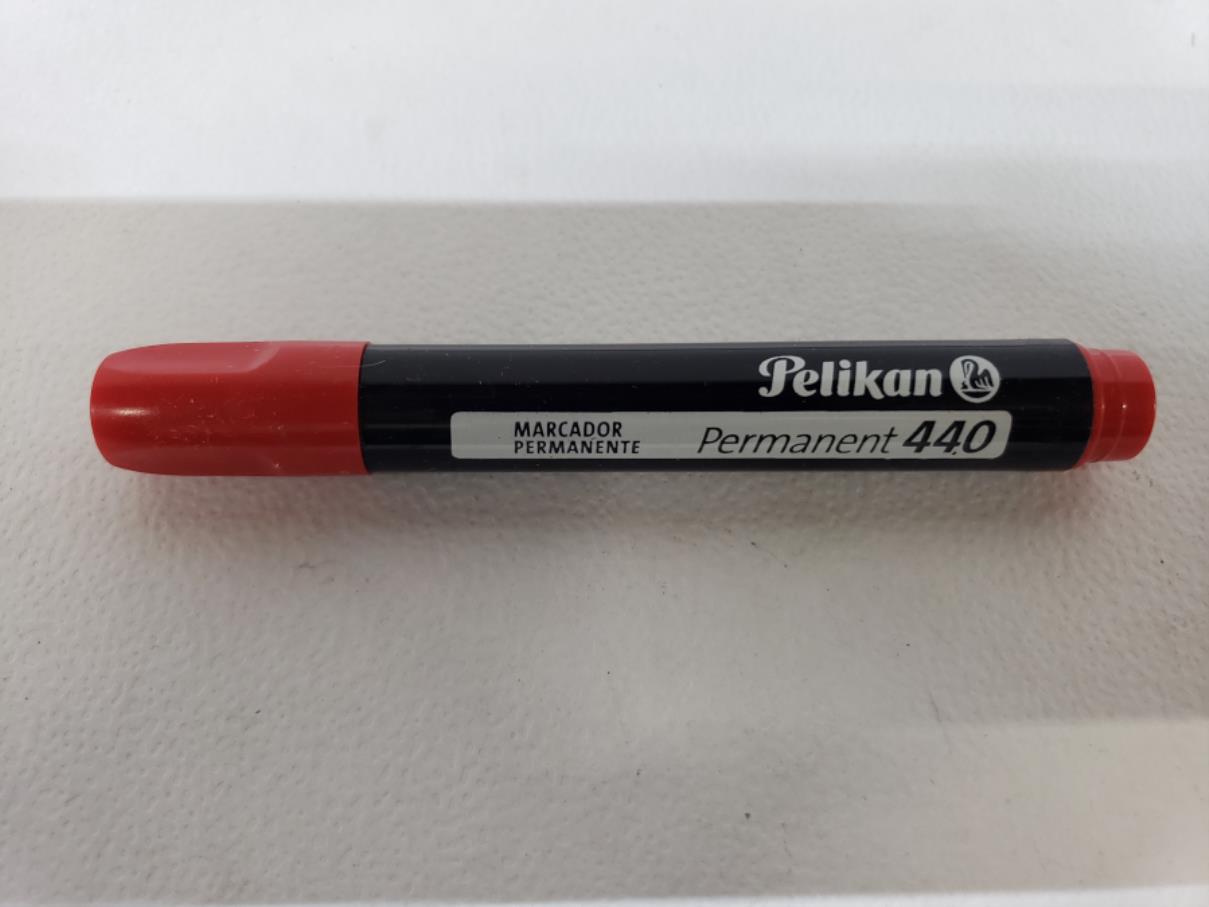 Pelikan
MARCADOR
PERMANENTE
Permanent 440